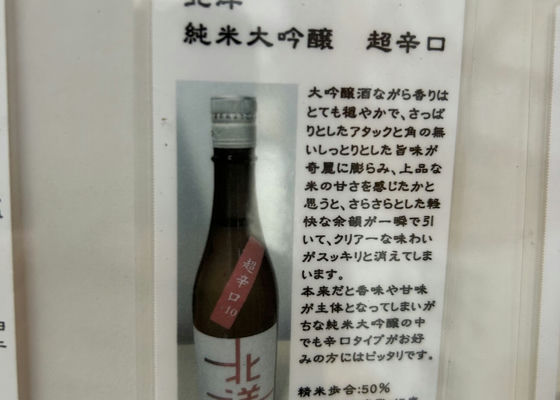 純米大吟醸　超辛口
大吟醸酒ながら香りは
とても穏やかで、さっぱ
りとしたアタックと角の無
いしっとりとした旨味が
奇麗に膨らみ、上品な
米の甘さを感じたかと
思うと、さらさらとした軽
快な余韻が一瞬で引
いて、クリアーな味わい
がスッキリと消えてしま
います。
本来だと香味や甘味
が主体となってしまいが
ちな純米大吟醸の中
でも辛口タイプがお好
みの方にはピッタリです。
精米歩合:50%
超辛口+10
北洋